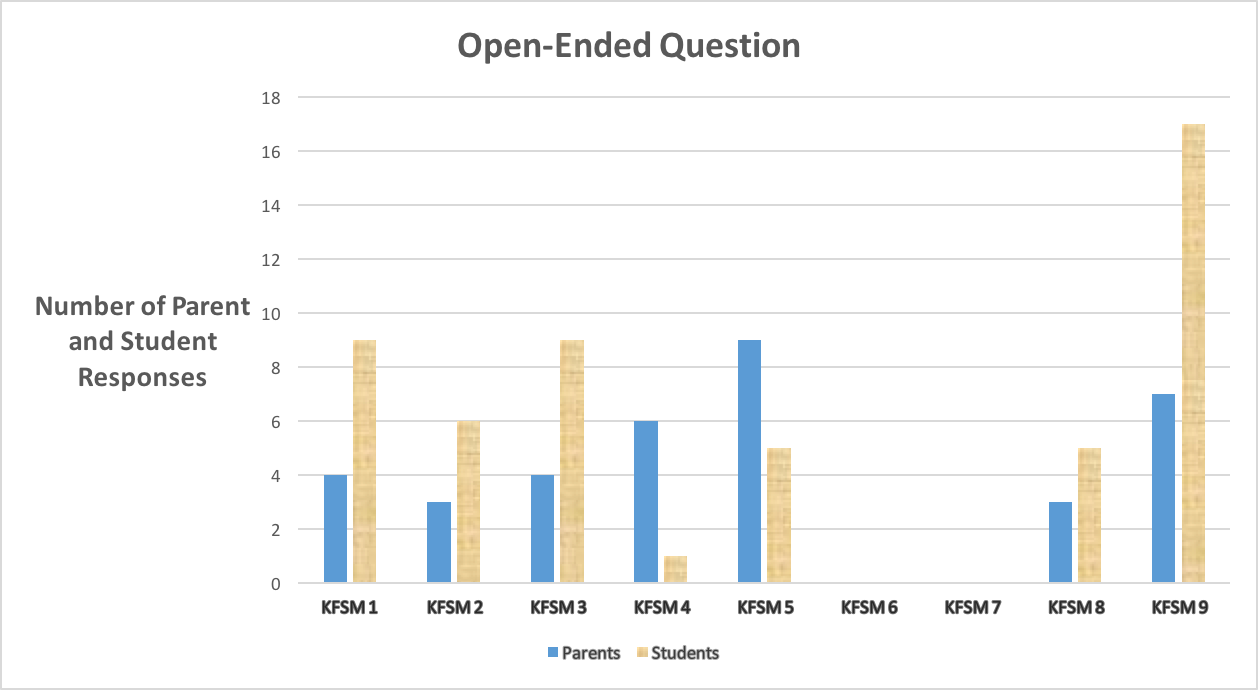 Open-Ended Question
18
16
14
12
10
8
6
4
2
0
Number of Parent
and Student
Responses
KFSM 1 KFSM 2 KFSM 3 KFSM 4 KFSM 5 KFSM 6 KFSM 7 KFSM 8 KFSM 9
Parents Students